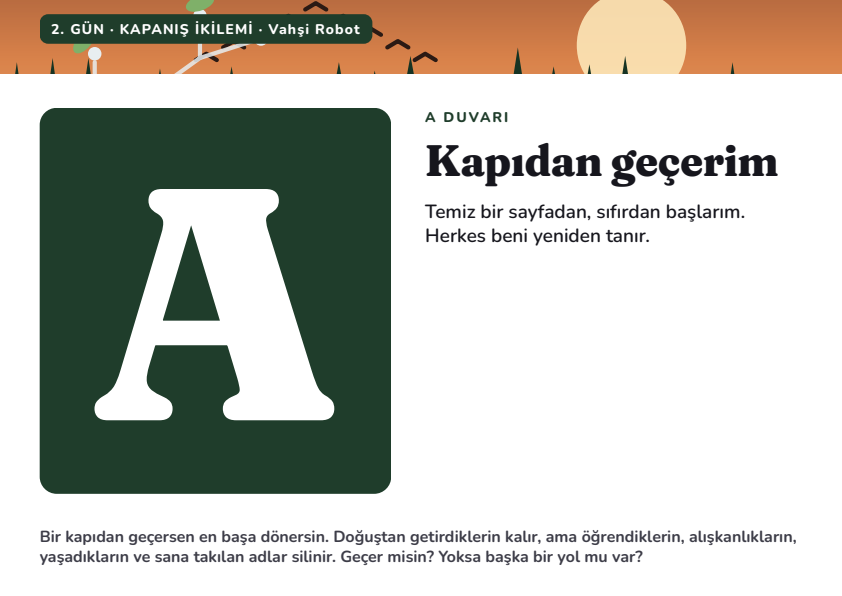 2. GÜN · KAPANIŞ İKİLEMİ · Vahşi Robot
A DUVARI
Kapıdan geçerim
Temiz bir sayfadan, sıfırdan başlarım.
Herkes beni yeniden tanır.
A
Bir kapıdan geçersen en başa dönersin. Doğuştan getirdiklerin kalır, ama öğrendiklerin, alışkanlıkların,
yaşadıkların ve sana takılan adlar silinir. Geçer misin? Yoksa başka bir yol mu var?